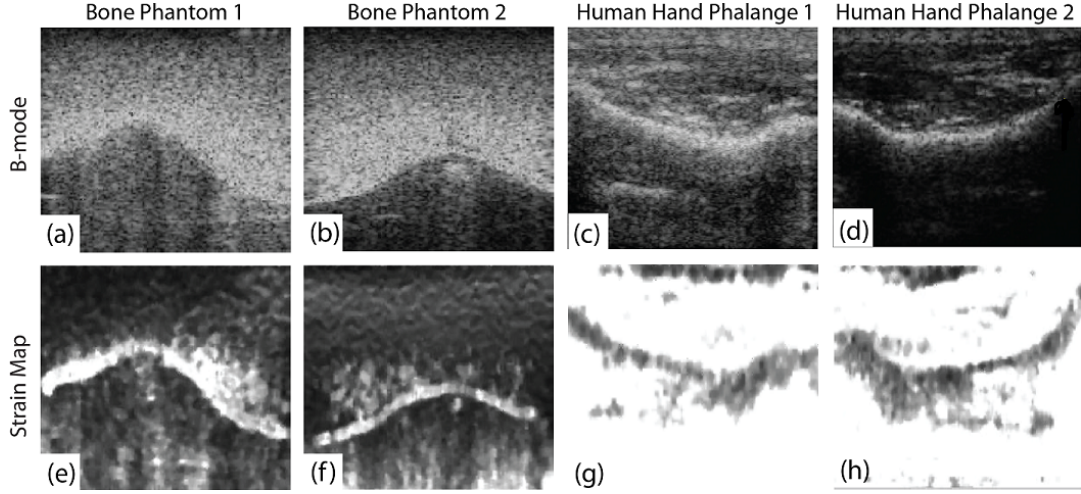 Bone Phantom 1
Bone Phantom 2
Human Hand Phalange 1
Human Hand Phalange 2
B-mode
(a)
(b)
(c)
(d)
Strain Map
(e)
(f)
(g)
(h)